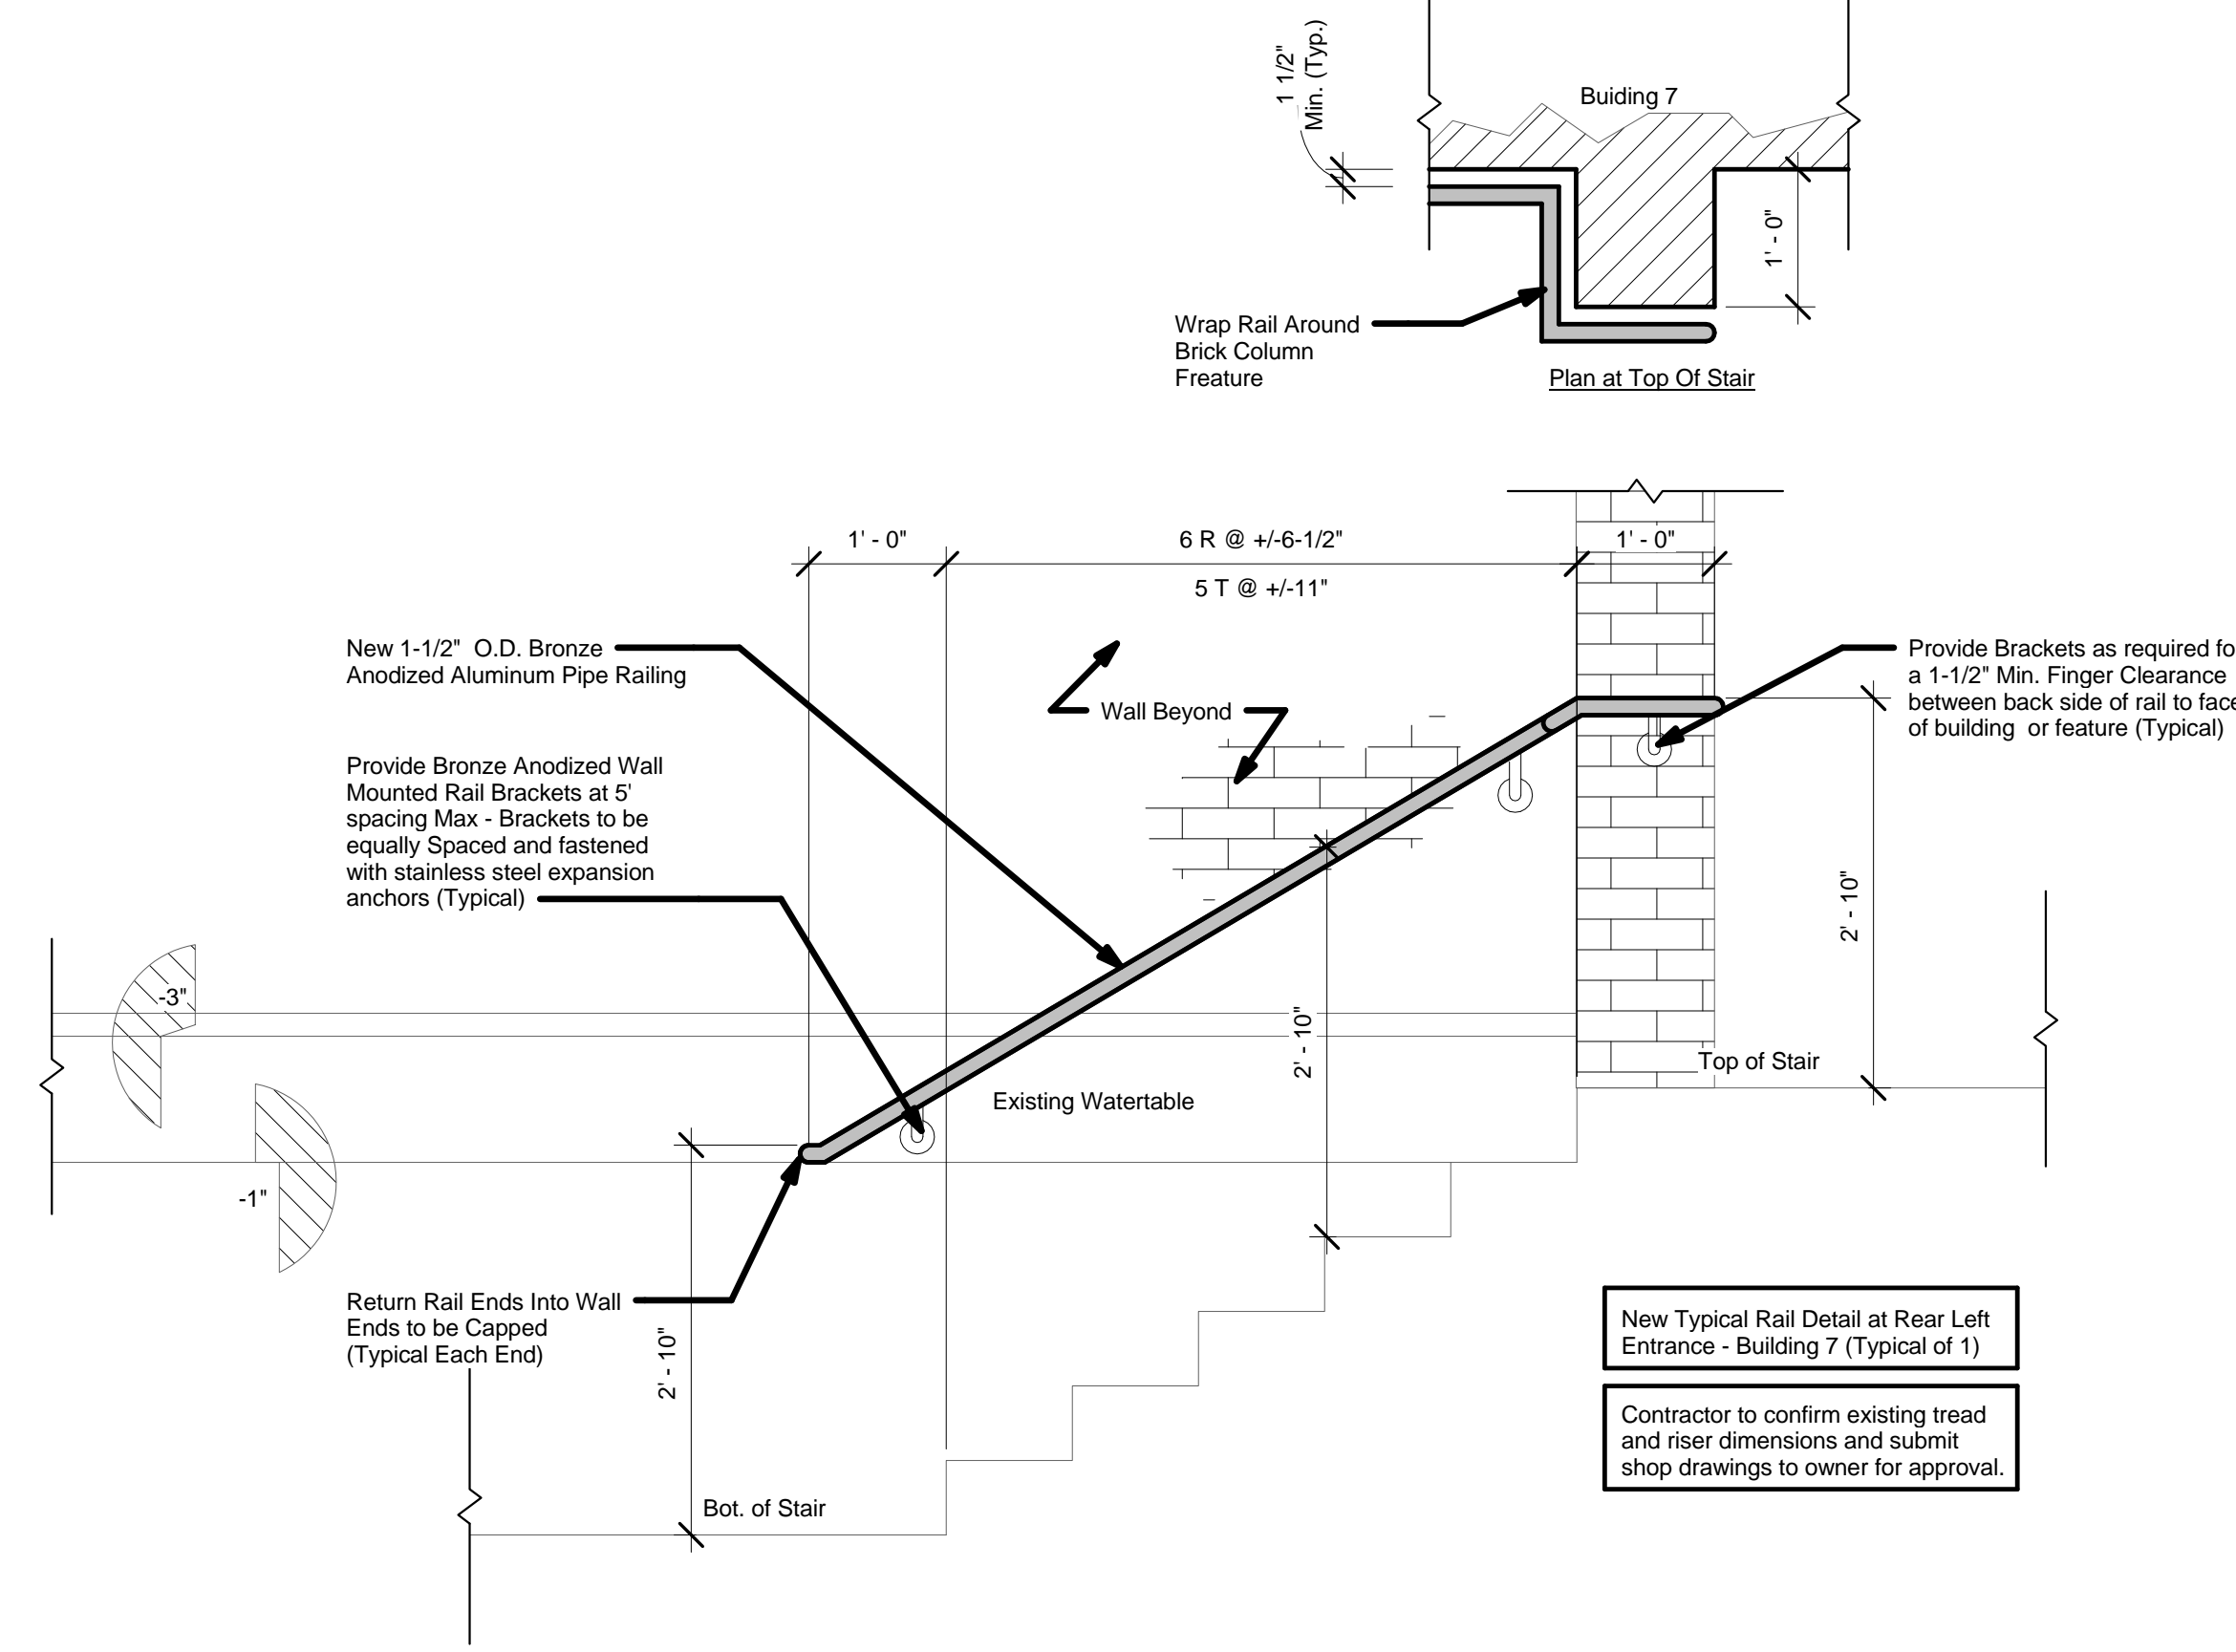 1 1/2"
Min. (Typ.)
Buiding 7
1' - 0"
Wrap Rail Around
Brick Column
Freature
Plan at Top Of Stair
1' - 0"
6 R @ +/-6-1/2"
5 T @ +/-11"
1' - 0"
New 1-1/2"  O.D. Bronze
Anodized Aluminum Pipe Railing
Wall Beyond
Provide Brackets as required fo
a 1-1/2" Min. Finger Clearance
between back side of rail to face
of building  or feature (Typical)
Provide Bronze Anodized Wall
Mounted Rail Brackets at 5'
spacing Max - Brackets to be
equally Spaced and fastened
with stainless steel expansion
anchors (Typical)
2' - 10"
-3"
2' - 10"
Top of Stair
Existing Watertable
-1"
Return Rail Ends Into Wall
Ends to be Capped
(Typical Each End)
2' - 10"
Bot. of Stair
New Typical Rail Detail at Rear Left
Entrance - Building 7 (Typical of 1)
Contractor to confirm existing tread
and riser dimensions and submit
shop drawings to owner for approval.